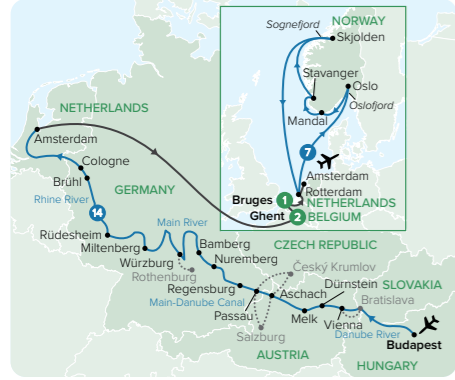 Sognefjord
NORWAY
Skjolden
Stavanger
Oslo
Oslofjord
Mandal
7
Amsterdam
Rotterdam
Bruges
1
NETHERLANDS
Ghent
2
BELGIUM
NETHERLANDS
Amsterdam
Cologne
Brühl
GERMANY
Rhine River
14
Main River
Rüdesheim
Miltenberg
Bamberg
CZECH REPUBLIC
Würzburg
Nuremberg
Rothenburg
Český Krumlov
Regensburg
Dürnstein
SLOVAKIA
Main-Danube Canal
Aschach
Bratislava
Passau
Melk
Vienna
Danube River
Salzburg
Budapest
AUSTRIA
HUNGARY